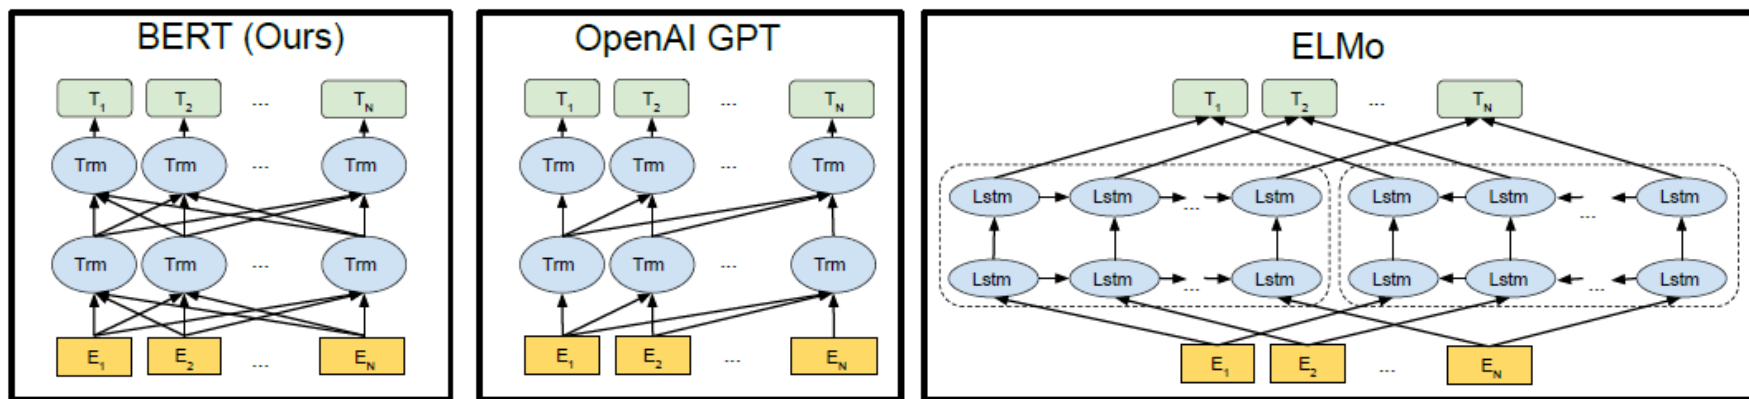 BERT (Ours)
T1 T2 ... TN
Trm Trm ... Trm
Trm Trm ... Trm
E1 E2 ... EN
OpenAI GPT
T1 T2 ... TN
Trm Trm ... Trm
Trm Trm ... Trm
E1 E2 ... EN
ELMo
T1 T2 ... TN
Lstm Lstm ... Lstm Lstm Lstm ... Lstm
Lstm Lstm ... Lstm Lstm Lstm ... Lstm
E1 E2 ... EN